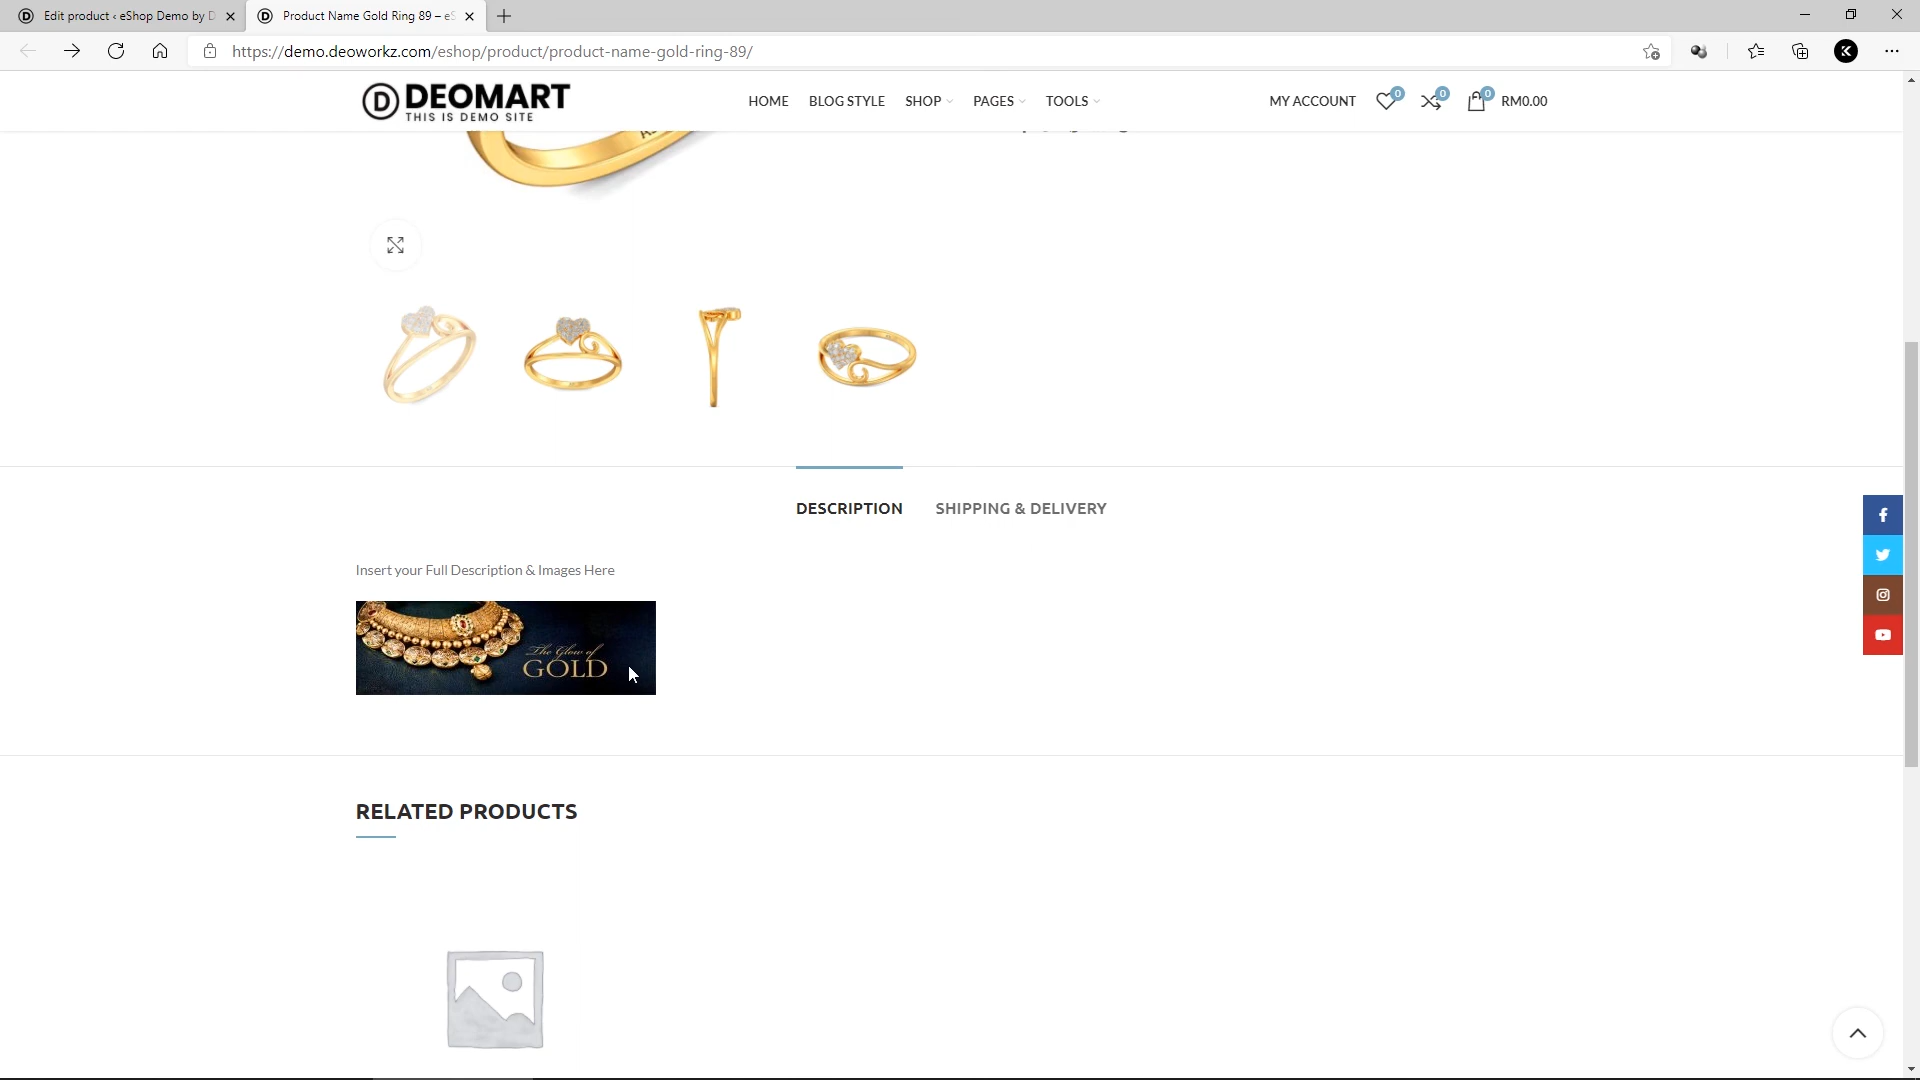 Edit product ‹ eShop Demo by D
Product Name Gold Ring 89 – eS
https://demo.deoworkz.com/eshop/product/product-name-gold-ring-89/
K
D DEOMART
THIS IS DEMO SITE
HOME BLOG STYLE SHOP PAGES TOOLS
MY ACCOUNT 0 0 0 RM0.00
DESCRIPTION SHIPPING & DELIVERY
Insert your Full Description & Images Here
The Glow of
GOLD
RELATED PRODUCTS